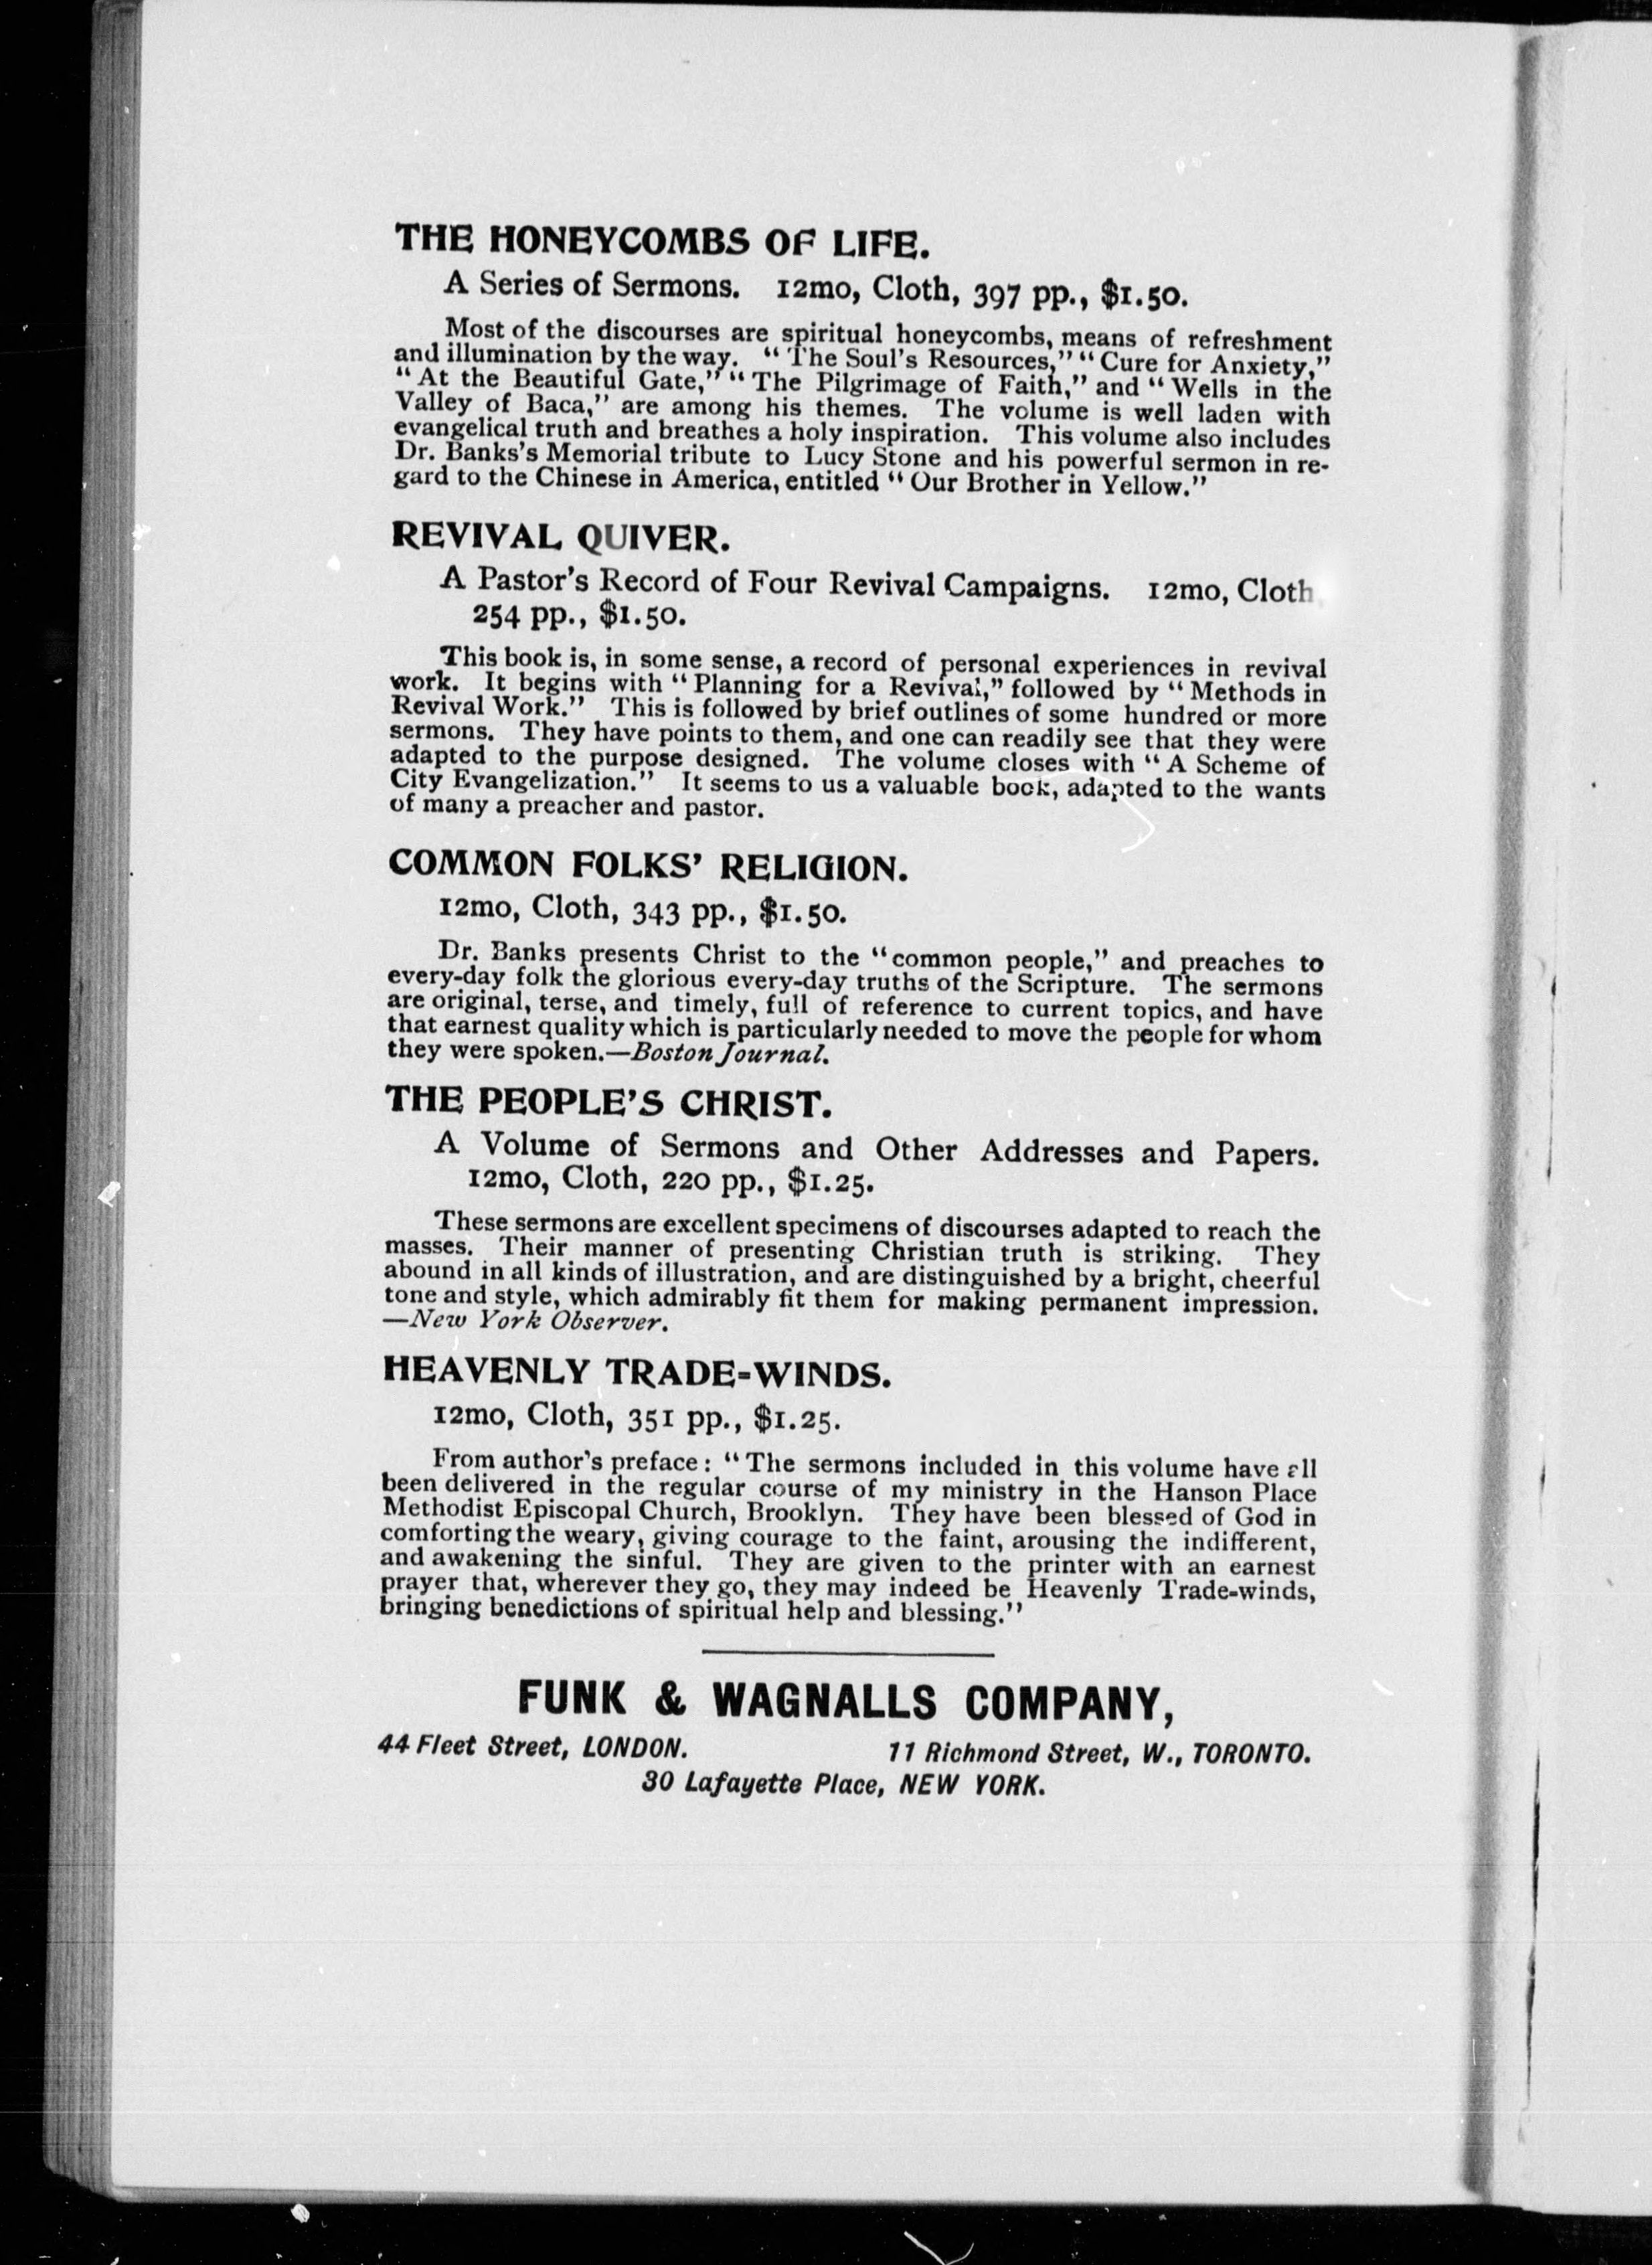 THE HONEYCOMBS OF LIFE.
A Series of Sermons. 12mo, Cloth, 397 pp., $1.50.
Most of the discourses are spiritual honeycombs, means of refreshment
and illumination by the way. “The Soul’s Resources,” “Cure for Anxiety,”
“At the Beautiful Gate,” “The Pilgrimage of Faith,” and “Wells in the
Valley of Baca,” are among his themes. The volume is well laden with
evangelical truth and breathes a holy inspiration. This volume also includes
Dr. Banks’s Memorial tribute to Lucy Stone and his powerful sermon in re-
gard to the Chinese in America, entitled “Our Brother in Yellow.”
REVIVAL QUIVER.
A Pastor’s Record of Four Revival Campaigns. 12mo, Cloth,
254 pp., $1.50.
This book is, in some sense, a record of personal experiences in revival
work. It begins with “Planning for a Revival,” followed by “Methods in
Revival Work.” This is followed by brief outlines of some hundred or more
sermons. They have points to them, and one can readily see that they were
adapted to the purpose designed. The volume closes with “A Scheme of
City Evangelization.” It seems to us a valuable book, adapted to the wants
of many a preacher and pastor.
COMMON FOLKS’ RELIGION.
12mo, Cloth, 343 pp., $1.50.
Dr. Banks presents Christ to the “common people,” and preaches to
every-day folk the glorious every-day truths of the Scripture. The sermons
are original, terse, and timely, full of reference to current topics, and have
that earnest quality which is particularly needed to move the people for whom
they were spoken.—Boston Journal.
THE PEOPLE’S CHRIST.
A Volume of Sermons and Other Addresses and Papers.
12mo, Cloth, 220 pp., $1.25.
These sermons are excellent specimens of discourses adapted to reach the
masses. Their manner of presenting Christian truth is striking. They
abound in all kinds of illustration, and are distinguished by a bright, cheerful
tone and style, which admirably fit them for making permanent impression.
—New York Observer.
HEAVENLY TRADE-WINDS.
12mo, Cloth, 351 pp., $1.25.
From author’s preface: “The sermons included in this volume have all
been delivered in the regular course of my ministry in the Hanson Place
Methodist Episcopal Church, Brooklyn. They have been blessed of God in
comforting the weary, giving courage to the faint, arousing the indifferent,
and awakening the sinful. They are given to the printer with an earnest
prayer that, wherever they go, they may indeed be Heavenly Trade-winds,
bringing benedictions of spiritual help and blessing.”
FUNK & WAGNALLS COMPANY,
44 Fleet Street, LONDON. 11 Richmond Street, W., TORONTO.
30 Lafayette Place, NEW YORK.